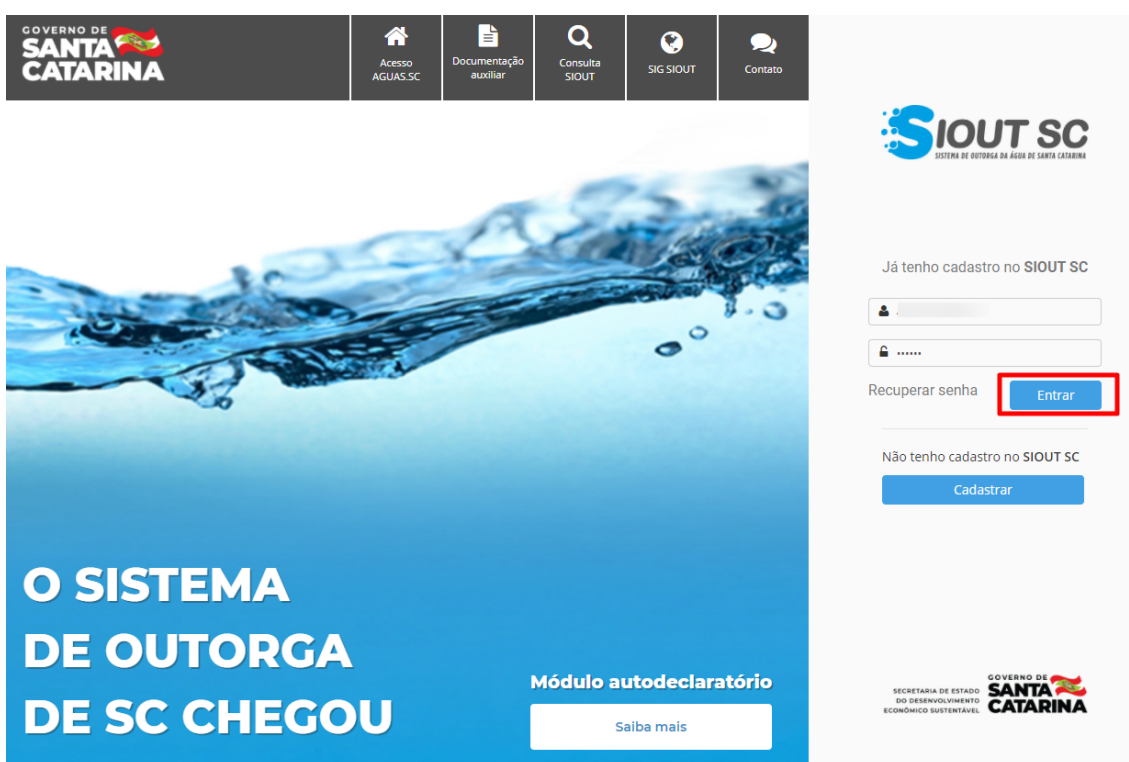 GOVERNO DE
SANTA
CATARINA
Acesso
AGUAS.SC
Documentação
auxiliar
Consulta
SIOUT
SIG SIOUT
Contato
SIOUT SC
SISTEMA DE OUTORGA DA ÁGUA DE SANTA CATARINA
Já tenho cadastro no SIOUT SC
Recuperar senha
Entrar
Não tenho cadastro no SIOUT SC
Cadastrar
O SISTEMA
DE OUTORGA
DE SC CHEGOU
Módulo autodeclaratório
Saiba mais
SECRETARIA DE ESTADO
DO DESENVOLVIMENTO
ECONÔMICO SUSTENTÁVEL
GOVERNO DE
SANTA
CATARINA